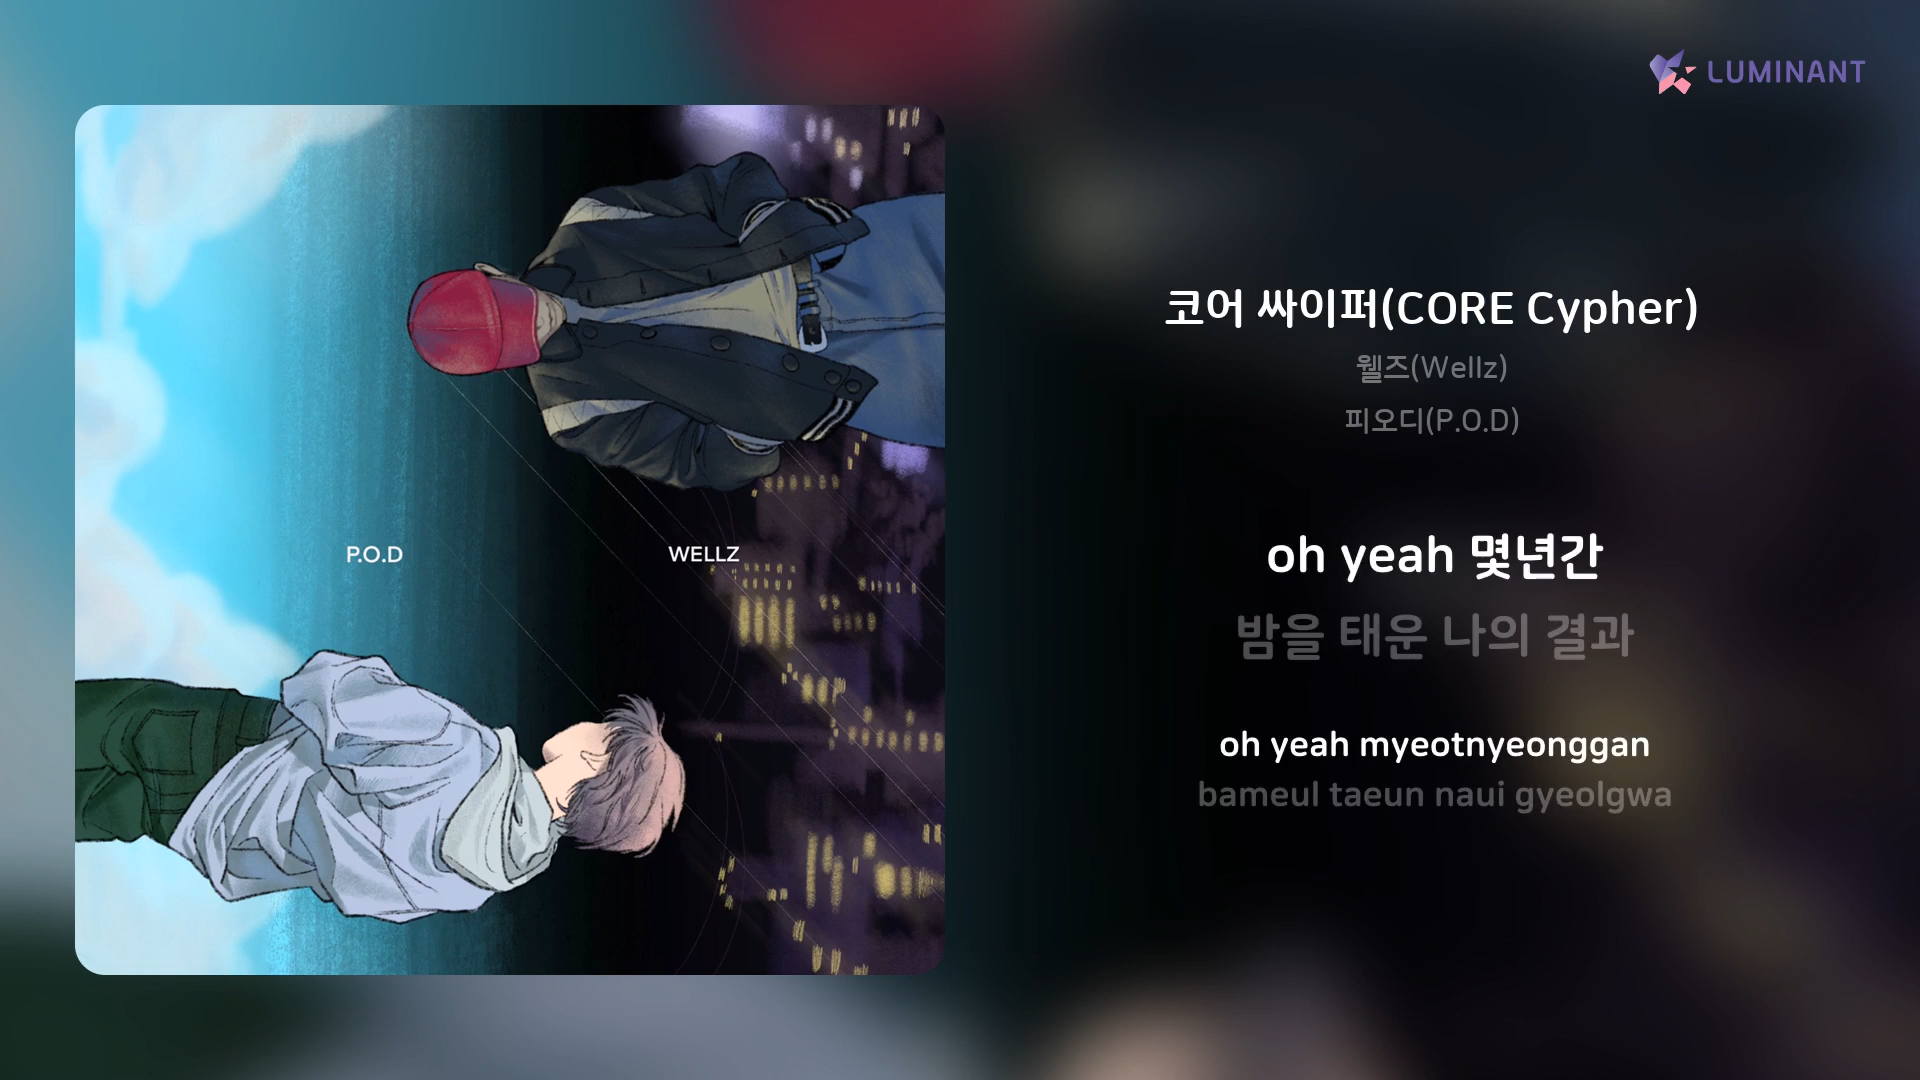 LUMINANT
P.O.D
WELLZ
코어 싸이퍼(CORE Cypher)
웰즈(Wellz)
피오디(P.O.D)
oh yeah 몇년간
밤을 태운 나의 결과
oh yeah myeotnyeonggan
bameul taeun naui gyeolgwa